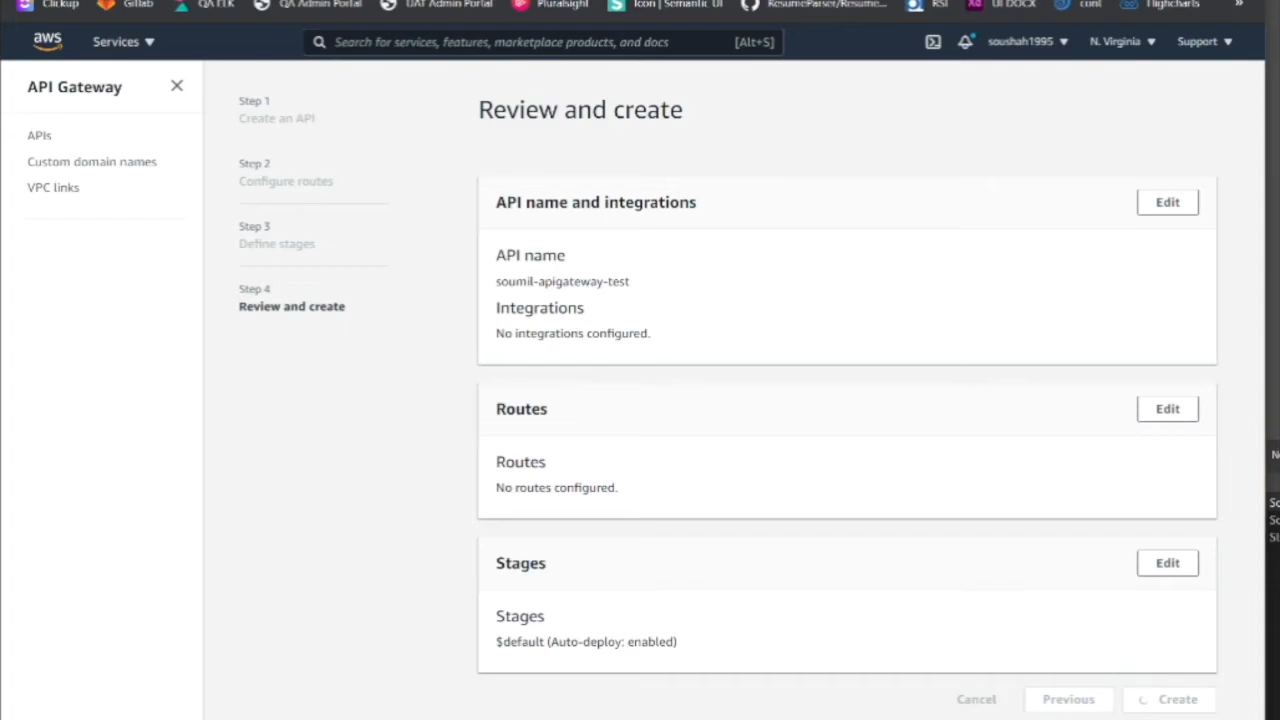 Clickup Gitlab QA ELK QA Admin Portal UAT Admin Portal Pluralsight Icon | Semantic UI ResumeParser/Resume... RSI UI DOCX conf Highcharts »
aws Services Search for services, features, marketplace products, and docs [Alt+S] soushah1995 N. Virginia Support
API Gateway
APIs
Custom domain names
VPC links
Step 1
Create an API
Step 2
Configure routes
Step 3
Define stages
Step 4
Review and create
Review and create
API name and integrations Edit
API name
soumil-apigateway-test
Integrations
No integrations configured.
Routes Edit
Routes
No routes configured.
Stages Edit
Stages
$default (Auto-deploy: enabled)
Cancel Previous Create